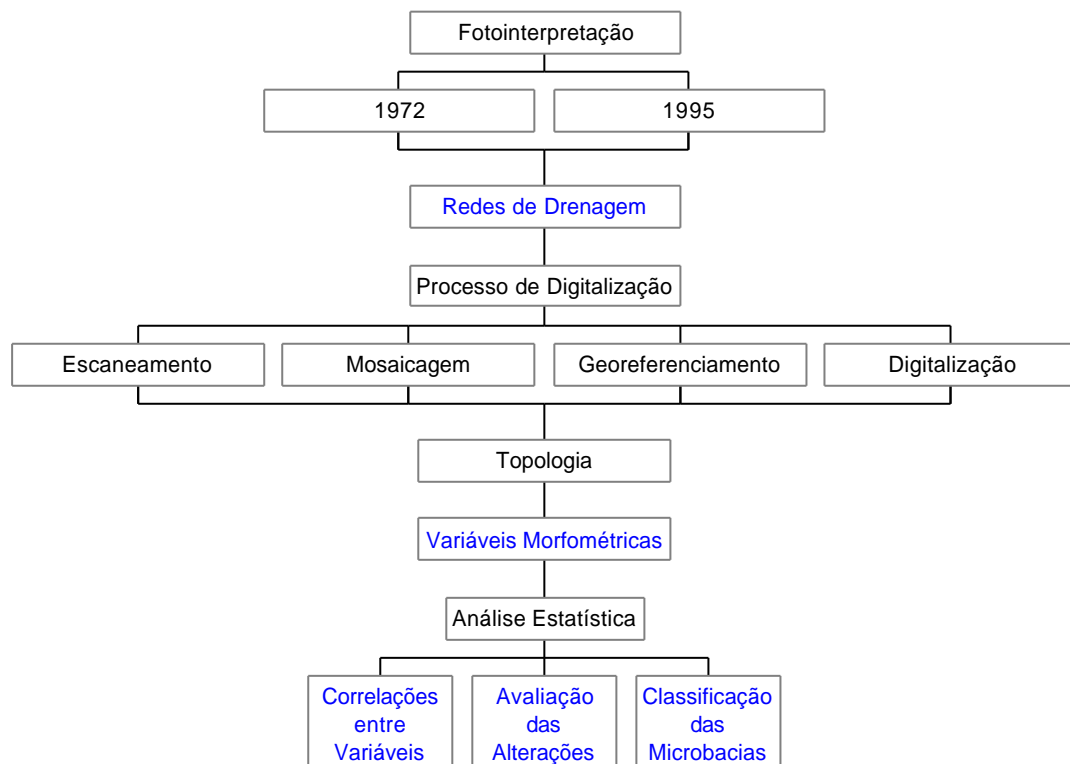 Fotointerpretação
1972
1995
Redes de Drenagem
Processo de Digitalização
Escaneamento
Mosaicagem
Georeferenciamento
Digitalização
Topologia
Variáveis Morfométricas
Análise Estatística
Correlações
entre
Variáveis
Avaliação
das
Alterações
Classificação
das
Microbacias